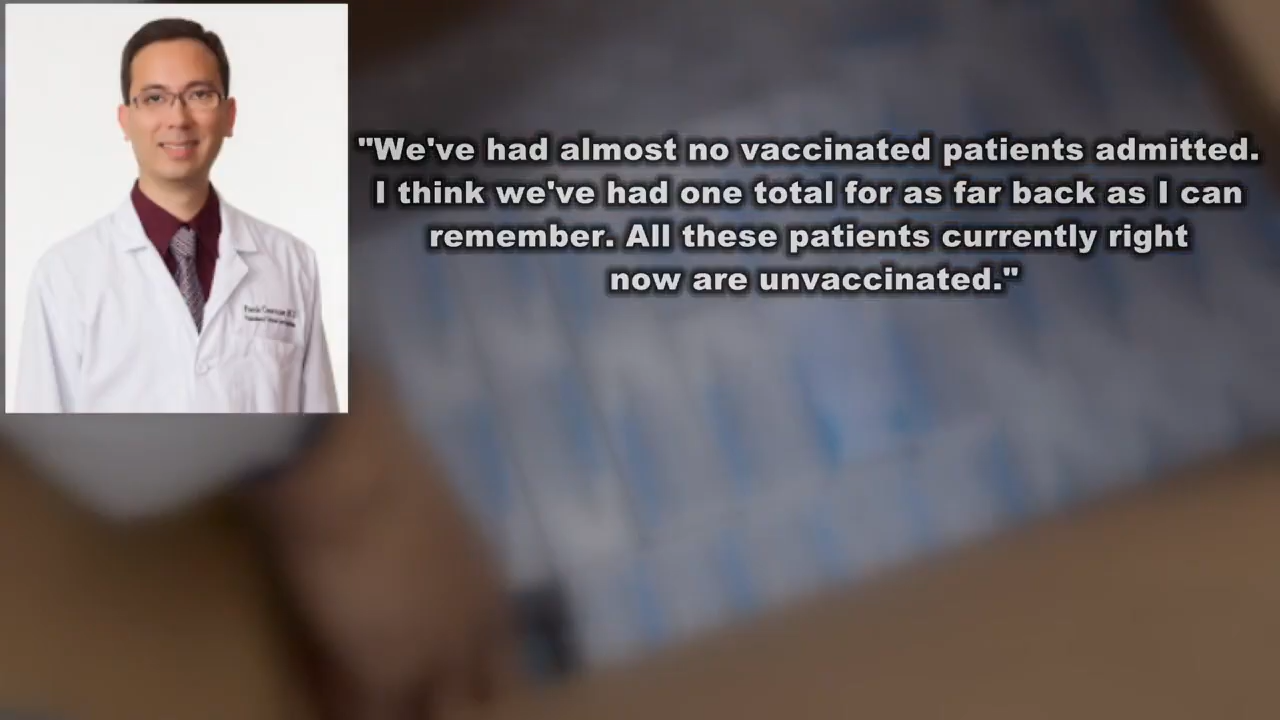 "We've had almost no vaccinated patients admitted.
I think we've had one total for as far back as I can
remember. All these patients currently right
now are unvaccinated."